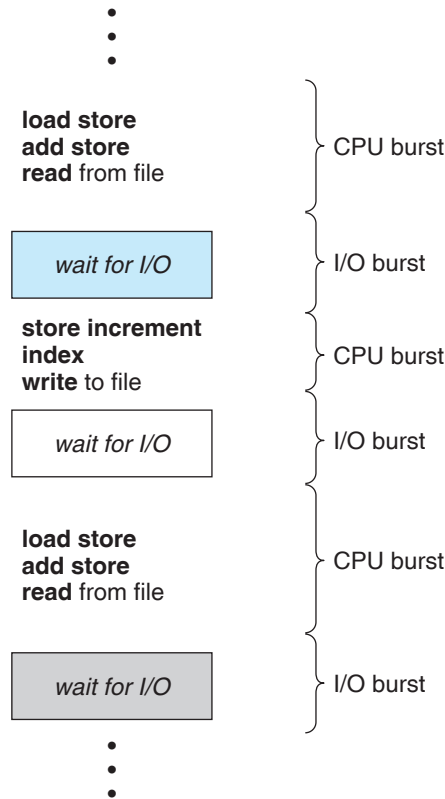 load store
add store
read from file
CPU burst
wait for I/O
I/O burst
store increment
index
write to file
CPU burst
wait for I/O
I/O burst
load store
add store
read from file
CPU burst
wait for I/O
I/O burst